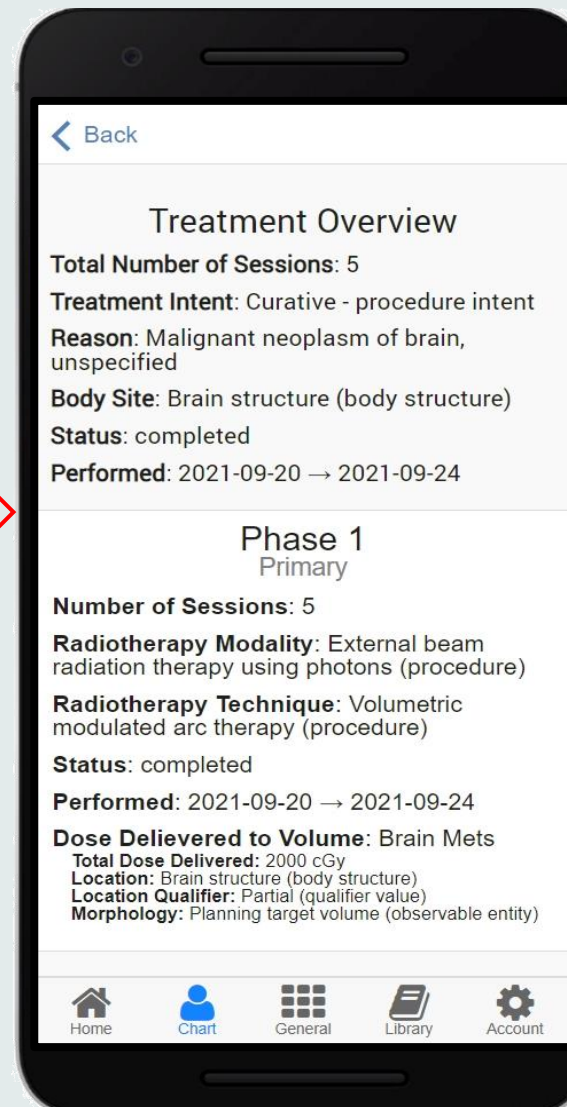 Back
Treatment Overview
Total Number of Sessions: 5
Treatment Intent: Curative - procedure intent
Reason: Malignant neoplasm of brain,
unspecified
Body Site: Brain structure (body structure)
Status: completed
Performed: 2021-09-20 → 2021-09-24
Phase 1
Primary
Number of Sessions: 5
Radiotherapy Modality: External beam
radiation therapy using photons (procedure)
Radiotherapy Technique: Volumetric
modulated arc therapy (procedure)
Status: completed
Performed: 2021-09-20 → 2021-09-24
Dose Delievered to Volume: Brain Mets
Total Dose Delivered: 2000 cGy
Location: Brain structure (body structure)
Location Qualifier: Partial (qualifier value)
Morphology: Planning target volume (observable entity)
Home Chart General Library Account